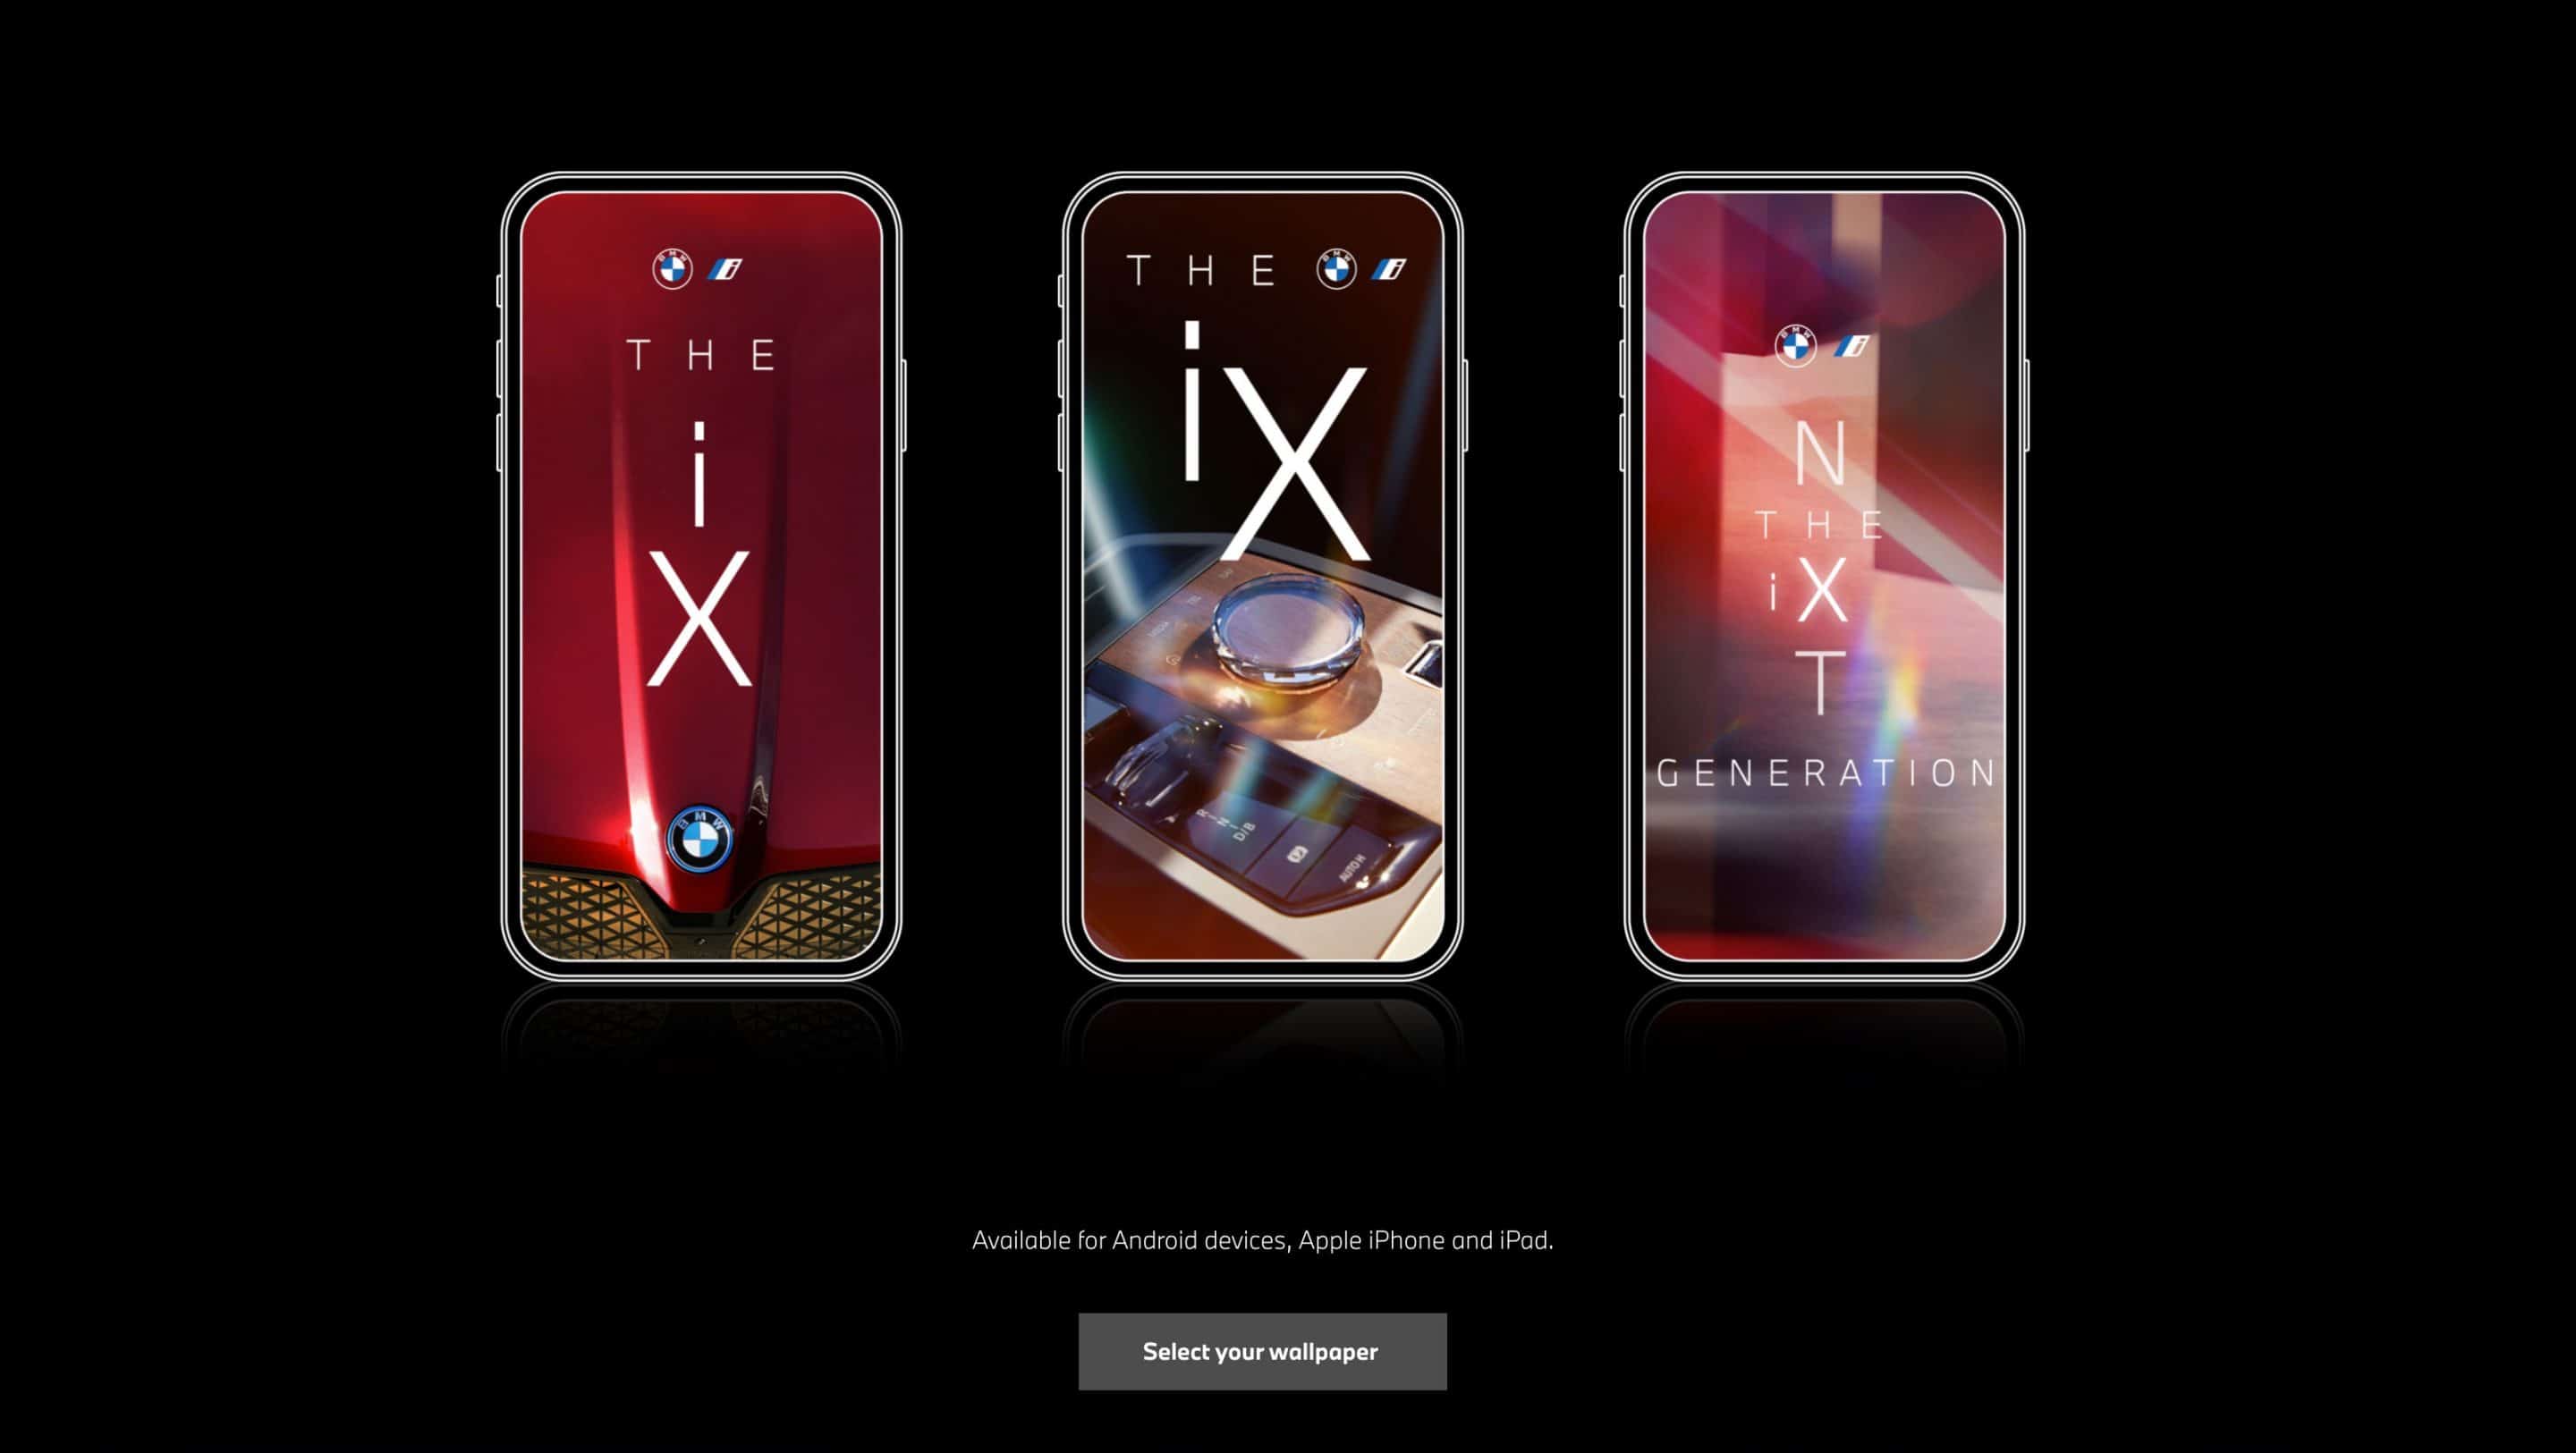 BMW i
THE
i
X
BMW
THE BMW i
iX
R
N
D/B
AUTO H
BMW i
N
THE
iX
T
GENERATION
Available for Android devices, Apple iPhone and iPad.
Select your wallpaper